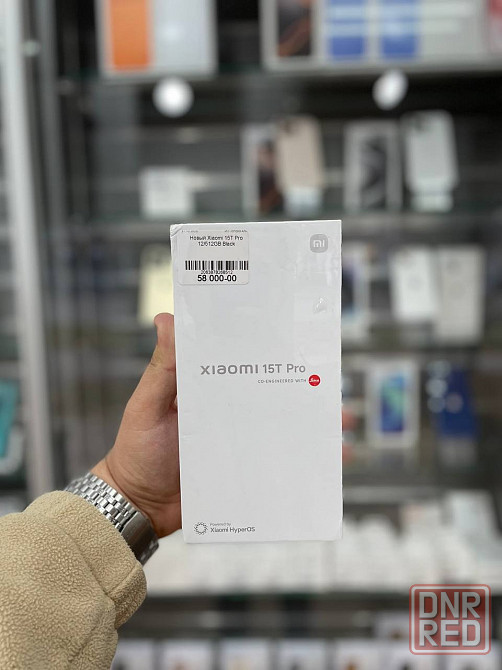 Новый Xiaomi 15T Pro
12/512GB Black
58 000-00
mi
XIAOMI 15T Pro
CO-ENGINEERED WITH Leica
Powered by
Xiaomi HyperOS
DNR
RED